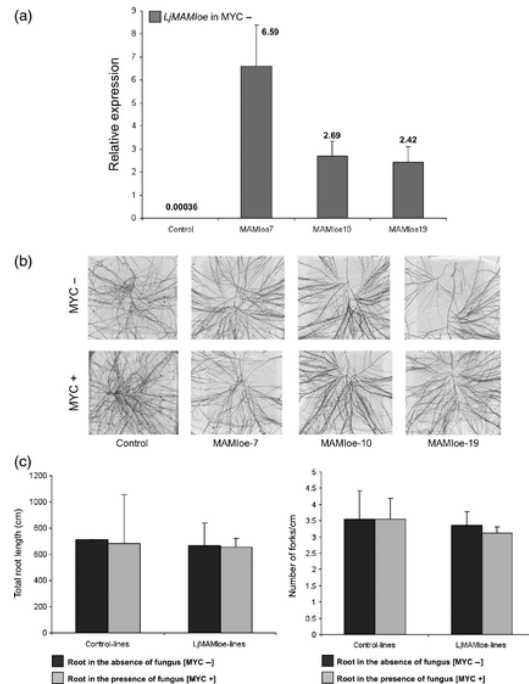 (a)
LjMAMIoe in MYC –
Relative expression
9
8
7
6
5
4
3
2
1
0
6.59
2.69
2.42
0.00036
Control
MAMIoe7
MAMIoe10
MAMIoe19
(b)
MYC –
MYC +
Control
MAMIoe-7
MAMIoe-10
MAMIoe-19
(c)
Total root length (cm)
1200
1000
800
600
400
200
0
Control-lines
LjMAMIoe-lines
Root in the absence of fungus [MYC –]
Root in the presence of fungus [MYC +]
Number of forks/cm
5
4.5
4
3.5
3
2.5
2
1.5
1
0.5
0
Control-lines
LjMAMIoe-lines
Root in the absence of fungus [MYC –]
Root in the presence of fungus [MYC +]